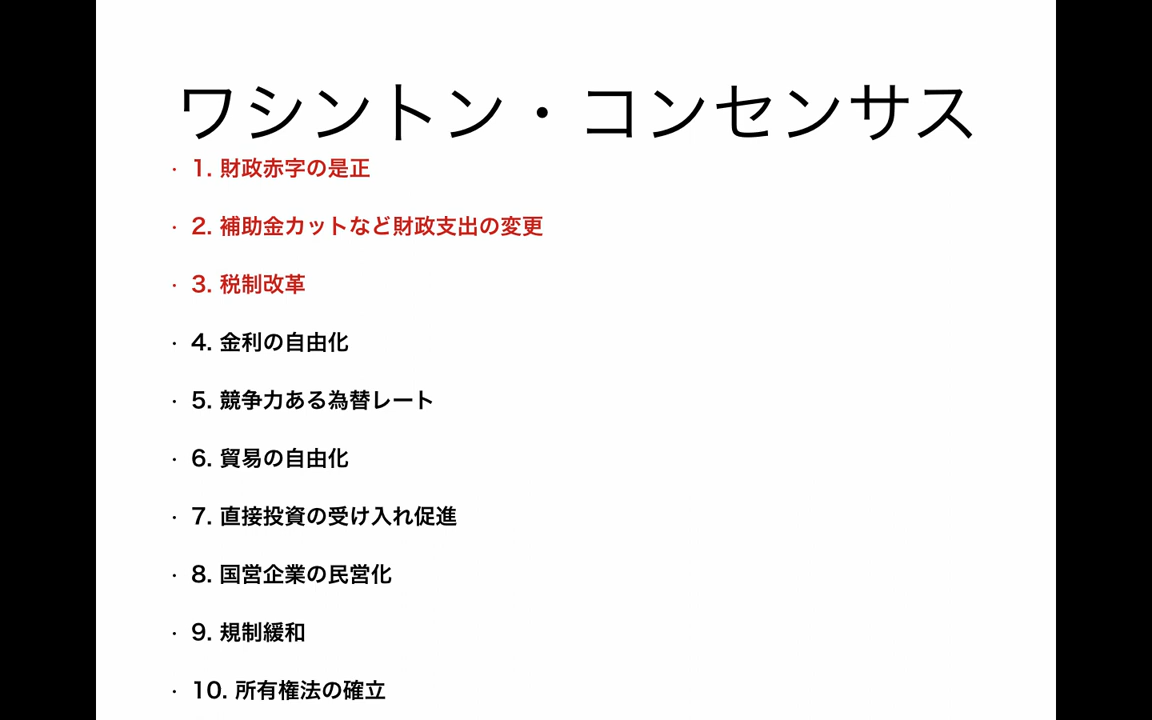 ワシントン・コンセンサス
・ 1. 財政赤字の是正
・ 2. 補助金カットなど財政支出の変更
・ 3. 税制改革
・ 4. 金利の自由化
・ 5. 競争力ある為替レート
・ 6. 貿易の自由化
・ 7. 直接投資の受け入れ促進
・ 8. 国営企業の民営化
・ 9. 規制緩和
・ 10. 所有権法の確立